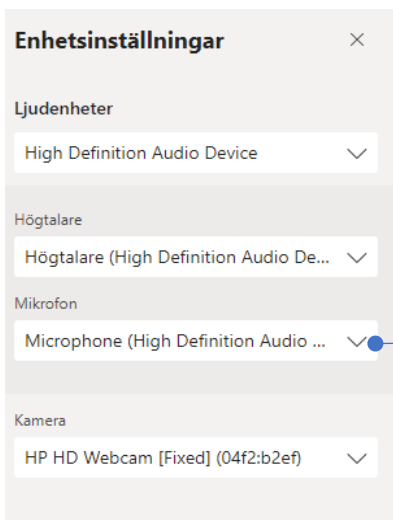 Enhetsinställningar
Ljudenheter
High Definition Audio Device
Högtalare
Högtalare (High Definition Audio De...
Mikrofon
Microphone (High Definition Audio ...
Kamera
HP HD Webcam [Fixed] (04f2:b2ef)